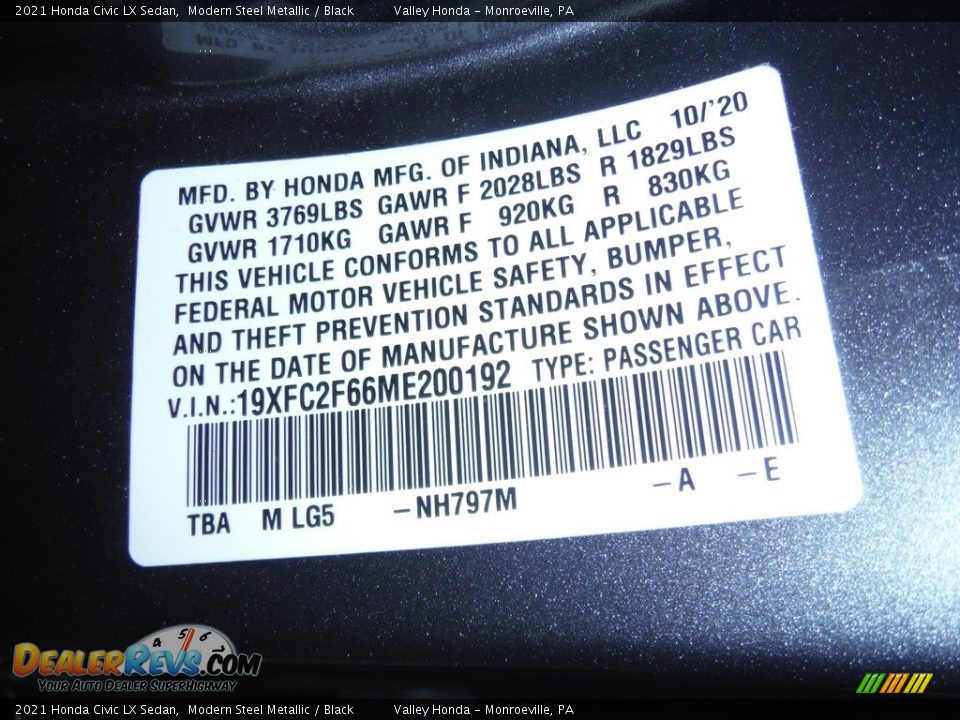 2021 Honda Civic LX Sedan, Modern Steel Metallic / Black Valley Honda - Monroeville, PA
MFD. BY HONDA MFG. OF INDIANA, LLC 10/'20
GVWR 3769LBS GAWR F 2028LBS R 1829LBS
GVWR 1710KG GAWR F 920KG R 830KG
THIS VEHICLE CONFORMS TO ALL APPLICABLE
FEDERAL MOTOR VEHICLE SAFETY, BUMPER,
AND THEFT PREVENTION STANDARDS IN EFFECT
ON THE DATE OF MANUFACTURE SHOWN ABOVE.
V.I.N.:19XFC2F66ME200192 TYPE: PASSENGER CAR
TBA M LG5 -NH797M -A -E
4 5 6
DEALERREVS.COM
YOUR AUTO DEALER SUPERHIGHWAY
2021 Honda Civic LX Sedan, Modern Steel Metallic / Black Valley Honda - Monroeville, PA